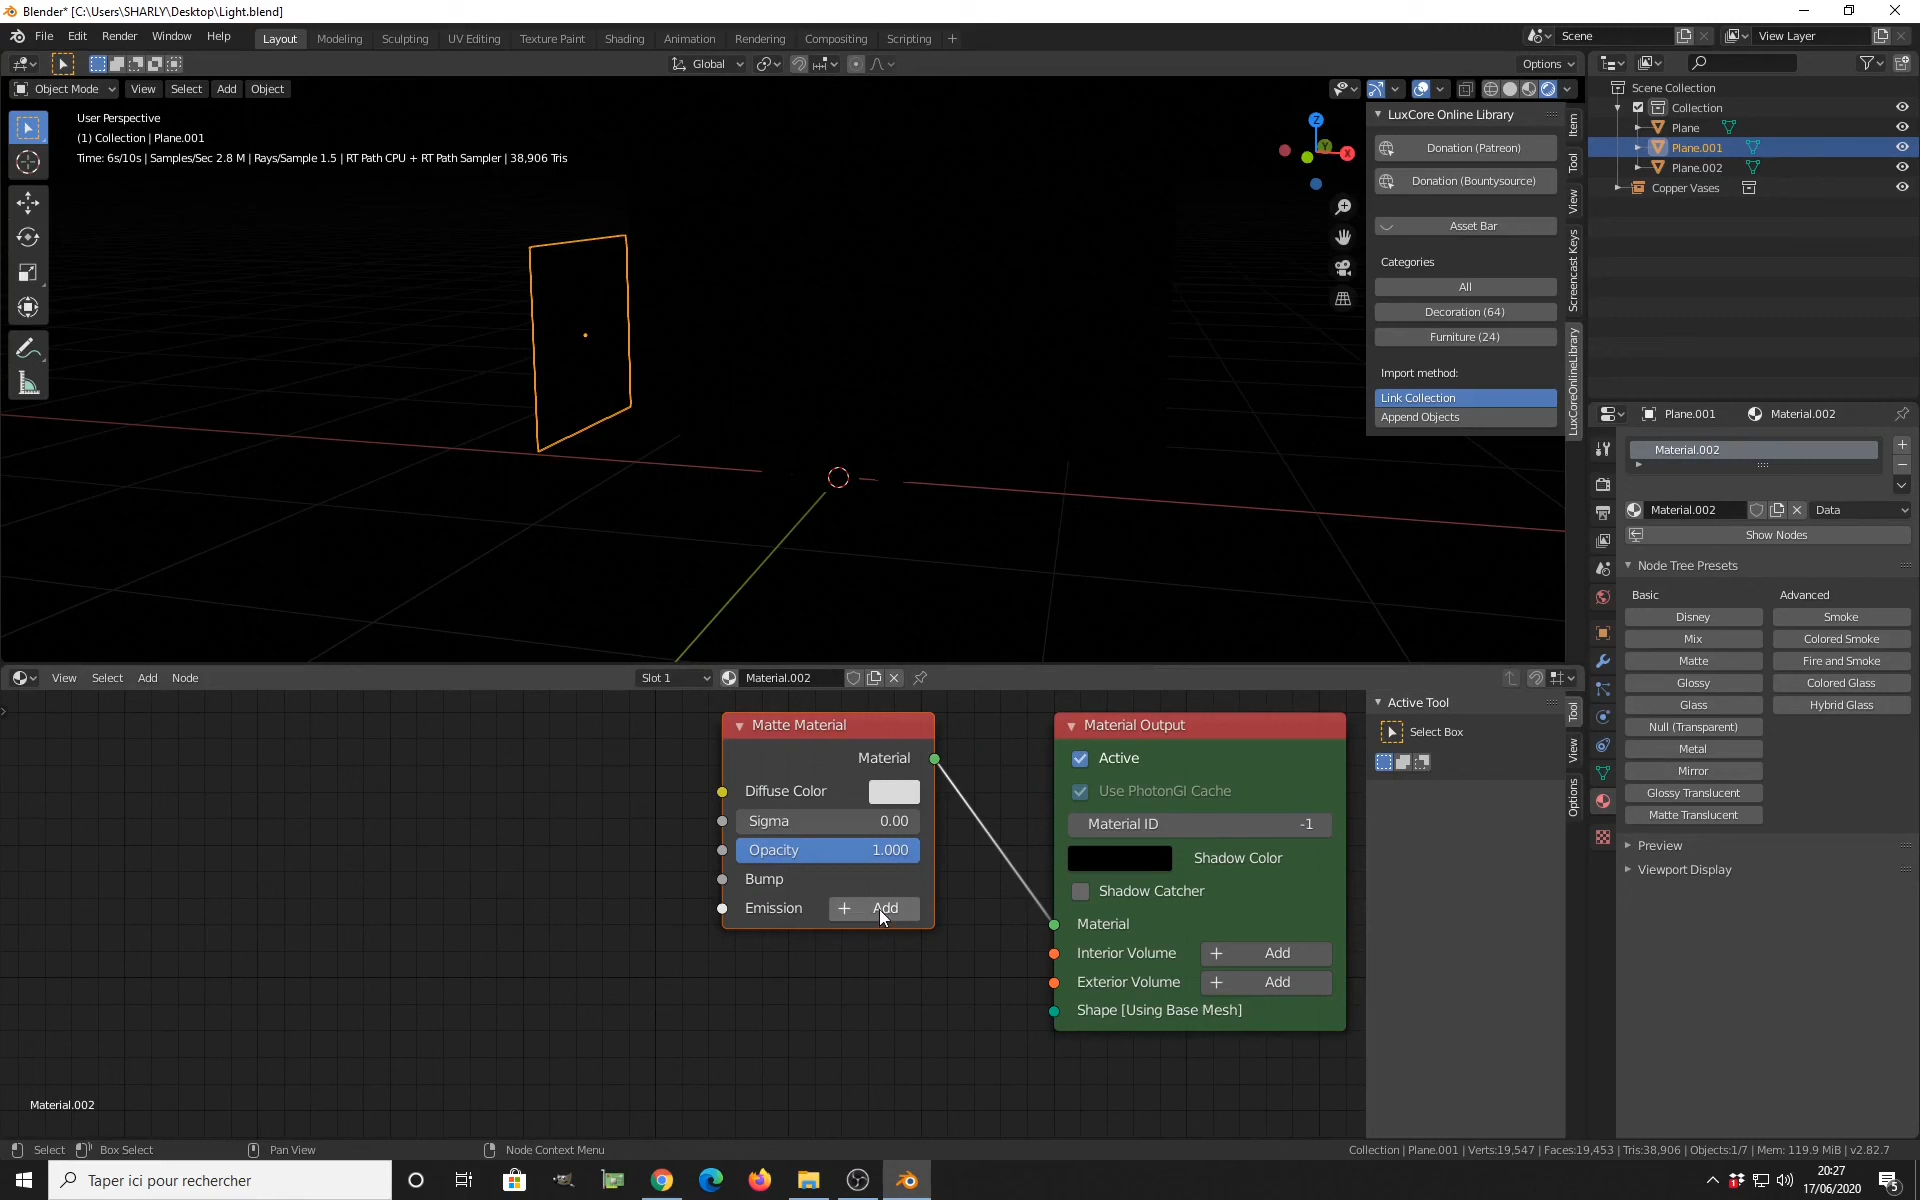 Blender* [C:\Users\SHARLY\Desktop\Light.blend]
File Edit Render Window Help Layout Modeling Sculpting UV Editing Texture Paint Shading Animation Rendering Compositing Scripting + Scene View Layer
Global Options
Object Mode View Select Add Object
User Perspective
(1) Collection | Plane.001
Time: 6s/10s | Samples/Sec 2.8 M | Rays/Sample 1.5 | RT Path CPU + RT Path Sampler | 38,906 Tris
Z
Y
X
LuxCore Online Library
Donation (Patreon)
Donation (Bountysource)
Asset Bar
Categories
All
Decoration (64)
Furniture (24)
Import method:
Link Collection
Append Objects
Item
Tool
View
Screencast Keys
LuxCoreOnlineLibrary
Scene Collection
Collection
Plane
Plane.001
Plane.002
Copper Vases
Plane.001 Material.002
Material.002
Material.002 Data
Show Nodes
Node Tree Presets
Basic Advanced
Disney Smoke
Mix Colored Smoke
Matte Fire and Smoke
Glossy Colored Glass
Glass Hybrid Glass
Null (Transparent)
Metal
Mirror
Glossy Translucent
Matte Translucent
Preview
Viewport Display
View Select Add Node Slot 1 Material.002
Matte Material
Material
Diffuse Color
Sigma 0.00
Opacity 1.000
Bump
Emission + Add
Material Output
Active
Use PhotonGI Cache
Material ID -1
Shadow Color
Shadow Catcher
Material
Interior Volume + Add
Exterior Volume + Add
Shape [Using Base Mesh]
Active Tool
Select Box
Tool
View
Options
Material.002
Select Box Select Pan View Node Context Menu Collection | Plane.001 | Verts:19,547 | Faces:19,453 | Tris:38,906 | Objects:1/7 | Mem: 119.9 MiB | v2.82.7
Taper ici pour rechercher
20:27
17/06/2020
5